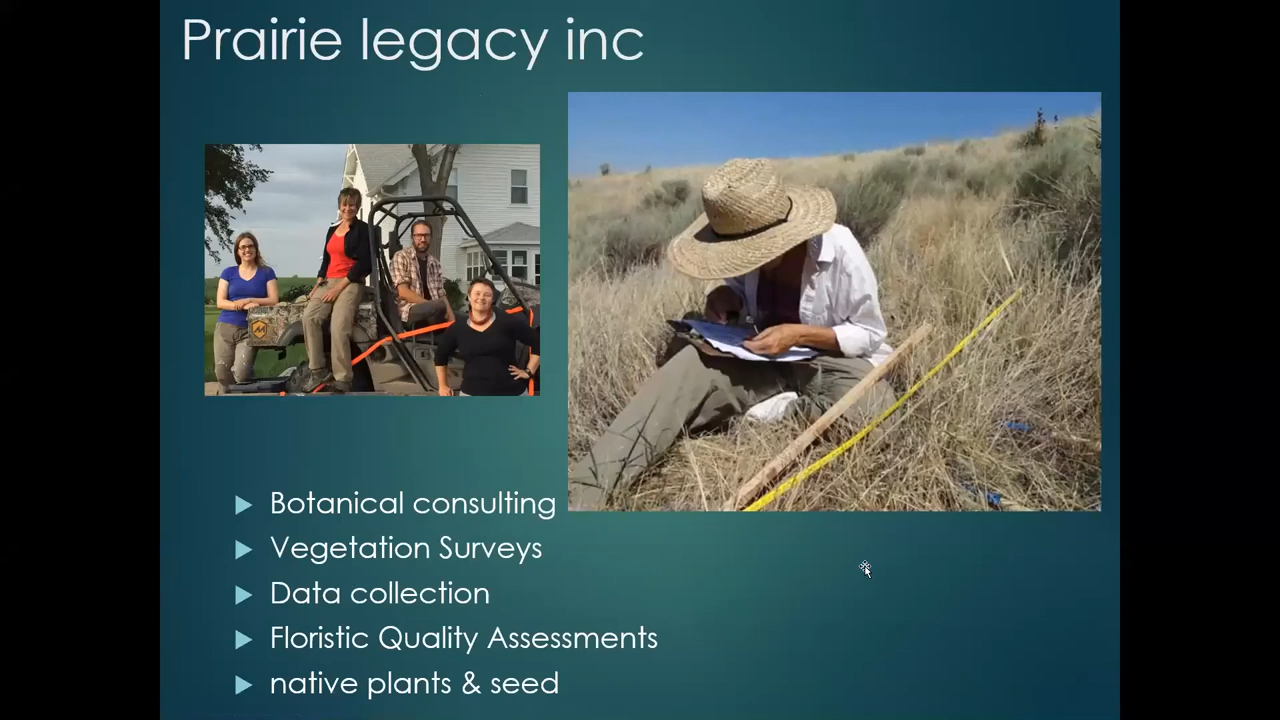 Prairie legacy inc
Botanical consulting
Vegetation Surveys
Data collection
Floristic Quality Assessments
native plants & seed